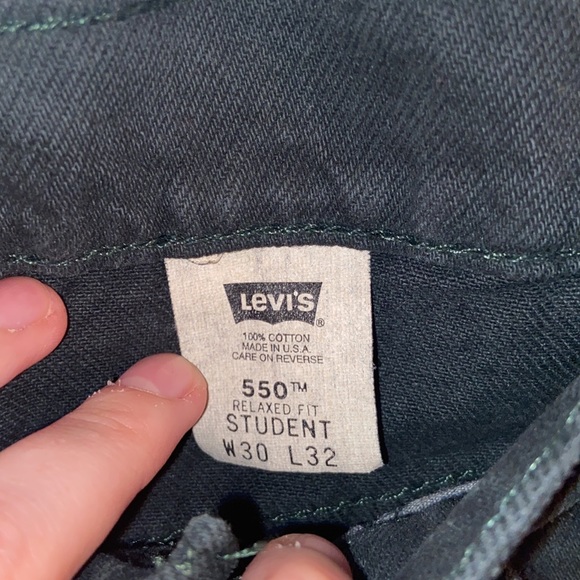 Levi's
®
100% COTTON
MADE IN U.S.A.
CARE ON REVERSE
550™
RELAXED FIT
STUDENT
W30 L32